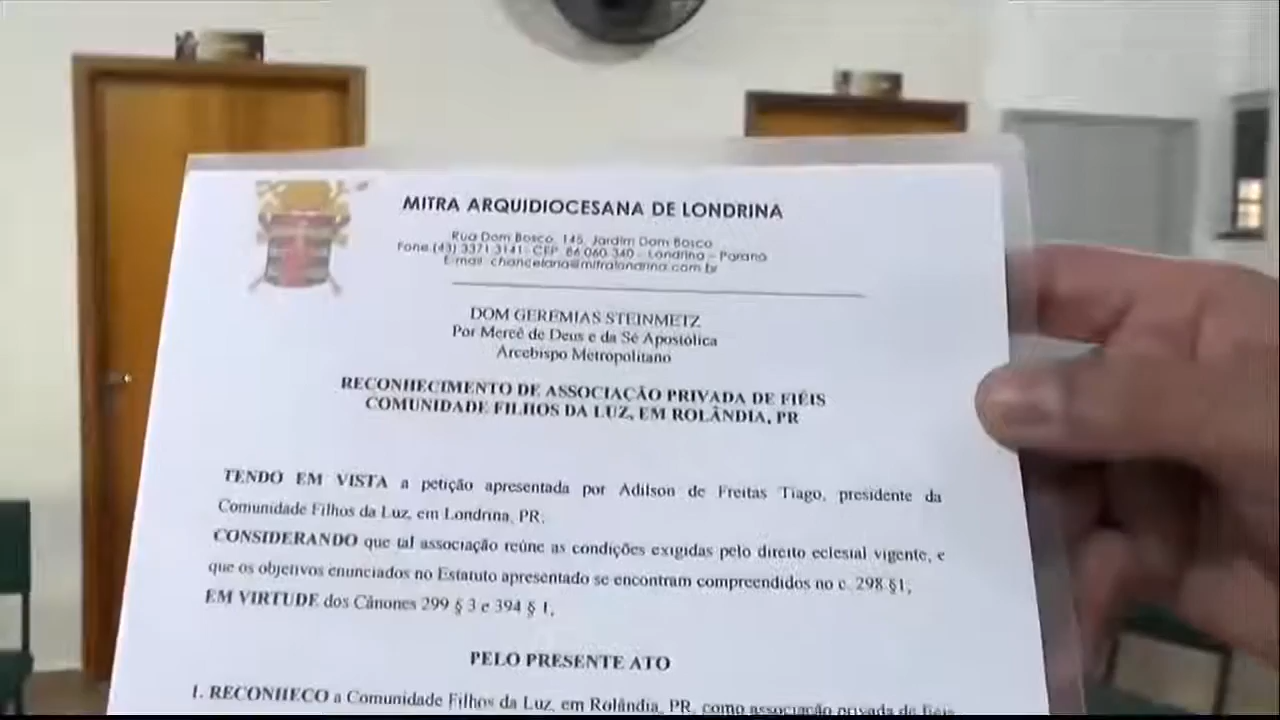 MITRA ARQUIDIOCESANA DE LONDRINA
Rua Dom Bosco, 145, Jardim Dom Bosco
Fone (43) 3371 3141 CEP 86 060 340 - Londrina - Paraná
E-mail: chancelaria@mitralondrina.com.br
DOM GEREMIAS STEINMETZ
Por Mercê de Deus e da Sé Apostólica
Arcebispo Metropolitano
RECONHECIMENTO DE ASSOCIAÇÃO PRIVADA DE FIÉIS
COMUNIDADE FILHOS DA LUZ, EM ROLÂNDIA, PR
TENDO EM VISTA a petição apresentada por Adilson de Freitas Tiago, presidente da
Comunidade Filhos da Luz, em Londrina, PR;
CONSIDERANDO que tal associação reúne as condições exigidas pelo direito eclesial vigente, e
que os objetivos enunciados no Estatuto apresentado se encontram compreendidos no c. 298 §1;
EM VIRTUDE dos Cânones 299 § 3 e 394 § 1,
PELO PRESENTE ATO
1. RECONHEÇO a Comunidade Filhos da Luz, em Rolândia, PR, como associação privada de fiéis